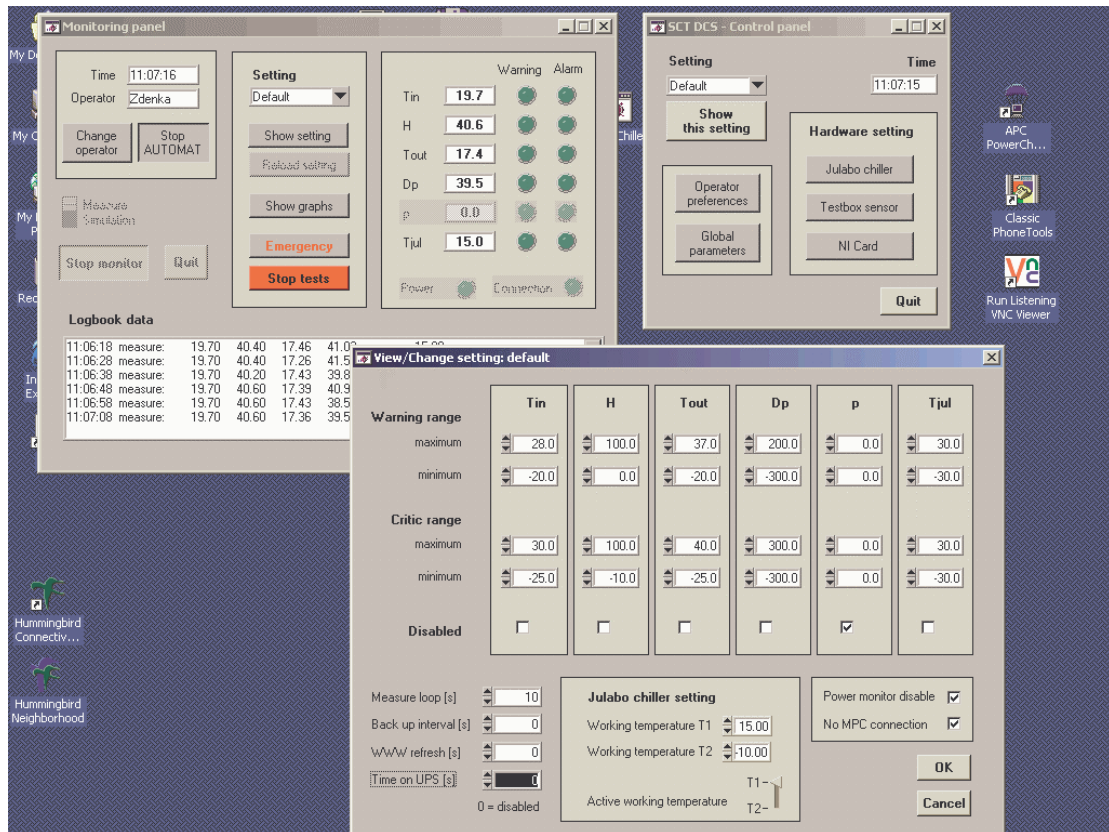 Monitoring panel
Time 11:07:16
Operator Zdenka
Change operator
Stop AUTOMAT
Measure
Simulation
Stop monitor
Quit
Setting
Default
Show setting
Reload setting
Show graphs
Emergency
Stop tests
Warning Alarm
Tin 19.7
H 40.6
Tout 17.4
Dp 39.5
p 0.0
Tjul 15.0
Power Connection
Logbook data
11:06:18 measure: 19.70 40.40 17.46
11:06:28 measure: 19.70 40.40 17.26 41.5
11:06:38 measure: 19.70 40.20 17.43 39.8
11:06:48 measure: 19.70 40.60 17.39 40.9
11:06:58 measure: 19.70 40.60 17.43 38.5
11:07:08 measure: 19.70 40.60 17.36 39.5
SCT DCS - Control panel
Setting
Default
Show
this setting
Time
11:07:15
Operator
preferences
Global
parameters
Hardware setting
Julabo chiller
Testbox sensor
NI Card
Quit
APC
PowerCh...
Classic
PhoneTools
Run Listening
VNC Viewer
Hummingbird
Connectiv...
Hummingbird
Neighborhood
View/Change setting: default
Tin H Tout Dp p Tjul
Warning range
maximum 28.0 100.0 37.0 200.0 0.0 30.0
minimum -20.0 0.0 -20.0 -300.0 0.0 -30.0
Critic range
maximum 30.0 100.0 40.0 300.0 0.0 30.0
minimum -25.0 -10.0 -25.0 -300.0 0.0 -30.0
Disabled
Measure loop [s] 10
Back up interval [s] 0
WWW refresh [s] 0
Time on UPS [s] 0
0 = disabled
Julabo chiller setting
Working temperature T1 15.00
Working temperature T2 -10.00
Active working temperature
T1-
T2-
Power monitor disable
No MPC connection
OK
Cancel